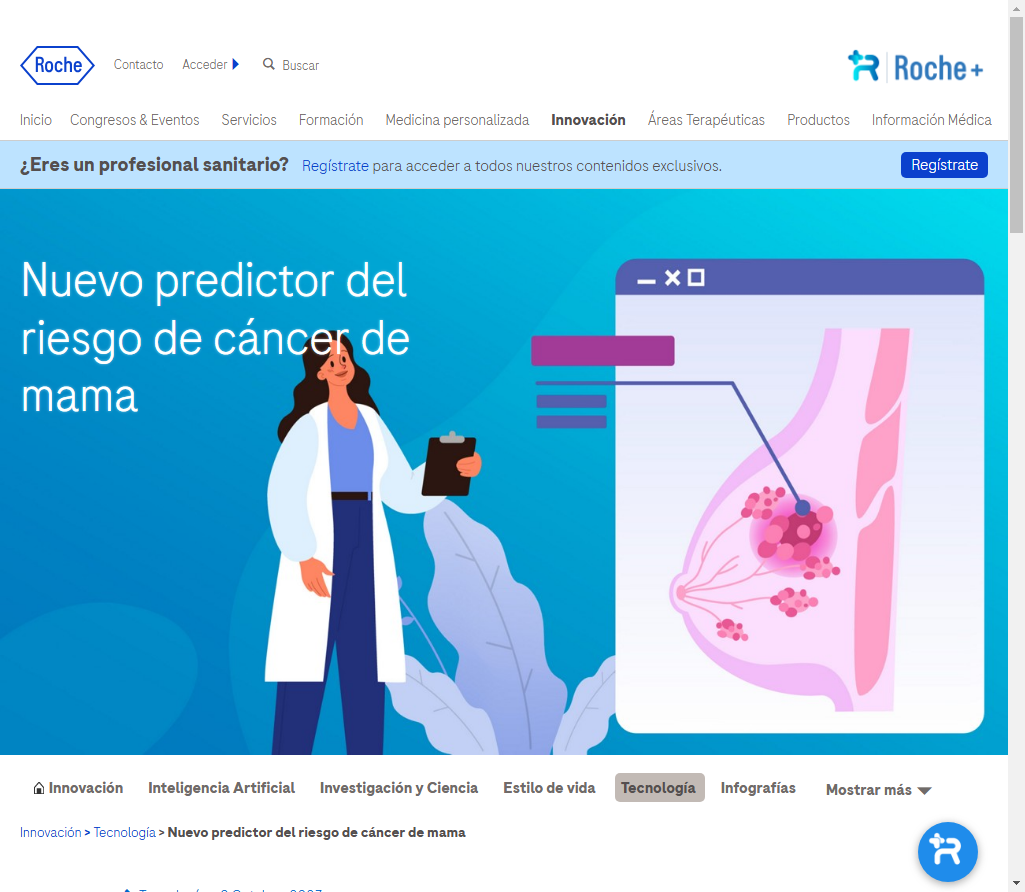 Roche
Contacto
Acceder
Buscar
Roche+
Inicio
Congresos & Eventos
Servicios
Formación
Medicina personalizada
Innovación
Áreas Terapéuticas
Productos
Información Médica
¿Eres un profesional sanitario?
Regístrate para acceder a todos nuestros contenidos exclusivos.
Regístrate
Nuevo predictor del
riesgo de cáncer de
mama
Innovación
Inteligencia Artificial
Investigación y Ciencia
Estilo de vida
Tecnología
Infografías
Mostrar más
Innovación > Tecnología > Nuevo predictor del riesgo de cáncer de mama